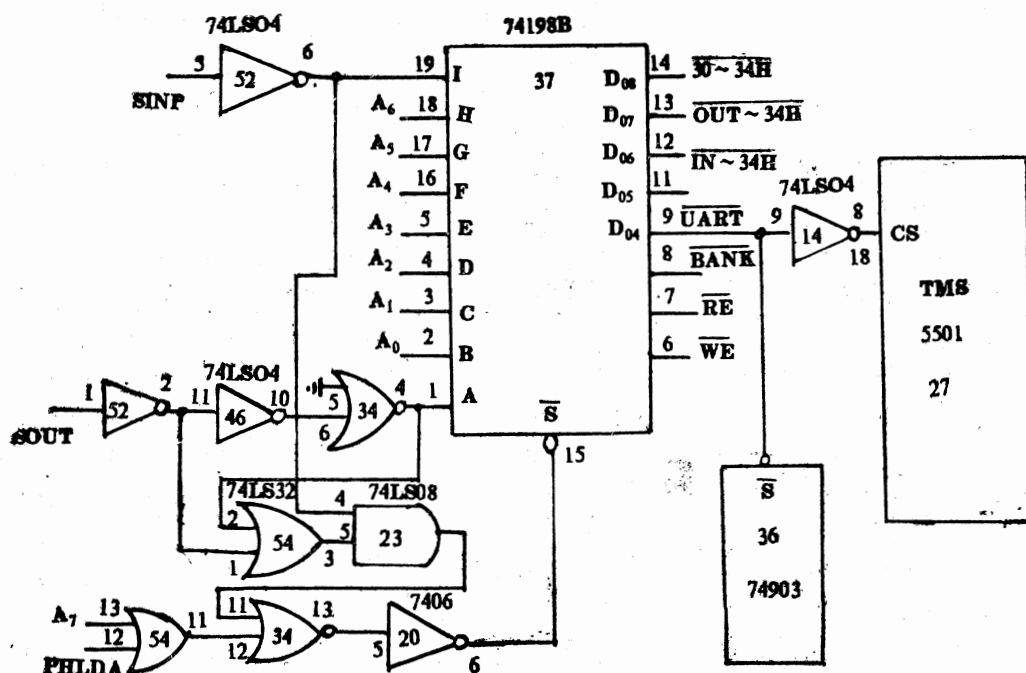 74LSO4
74198B
5
52
6
SINP
19
I
37
A6
18
H
A5
17
G
A4
16
F
A3
5
E
A2
4
D
A1
3
C
A0
2
B
1
A
S
15
D08
14
30 ~ 34H
D07
13
OUT ~ 34H
D06
12
IN ~ 34H
D05
11
D04
9
UART
8
BANK
7
RE
6
WE
74LSO4
9
14
8
18
CS
TMS
5501
27
S
36
74903
1
52
2
SOUT
74LSO4
11
46
10
5
6
34
4
74LS32
2
1
54
3
74LS08
4
5
23
A7
13
12
PHLDA
54
11
11
12
34
13
7406
5
20
6